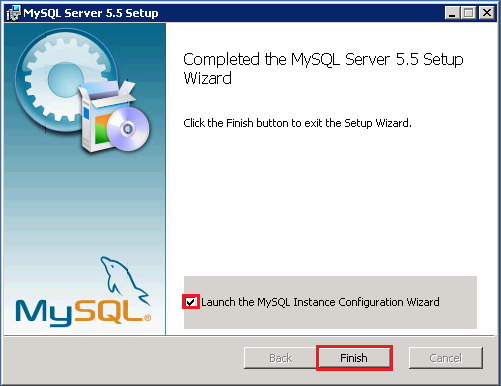 MySQL Server 5.5 Setup
Completed the MySQL Server 5.5 Setup
Wizard
Click the Finish button to exit the Setup Wizard.
MySQL®
Launch the MySQL Instance Configuration Wizard
Back
Finish
Cancel